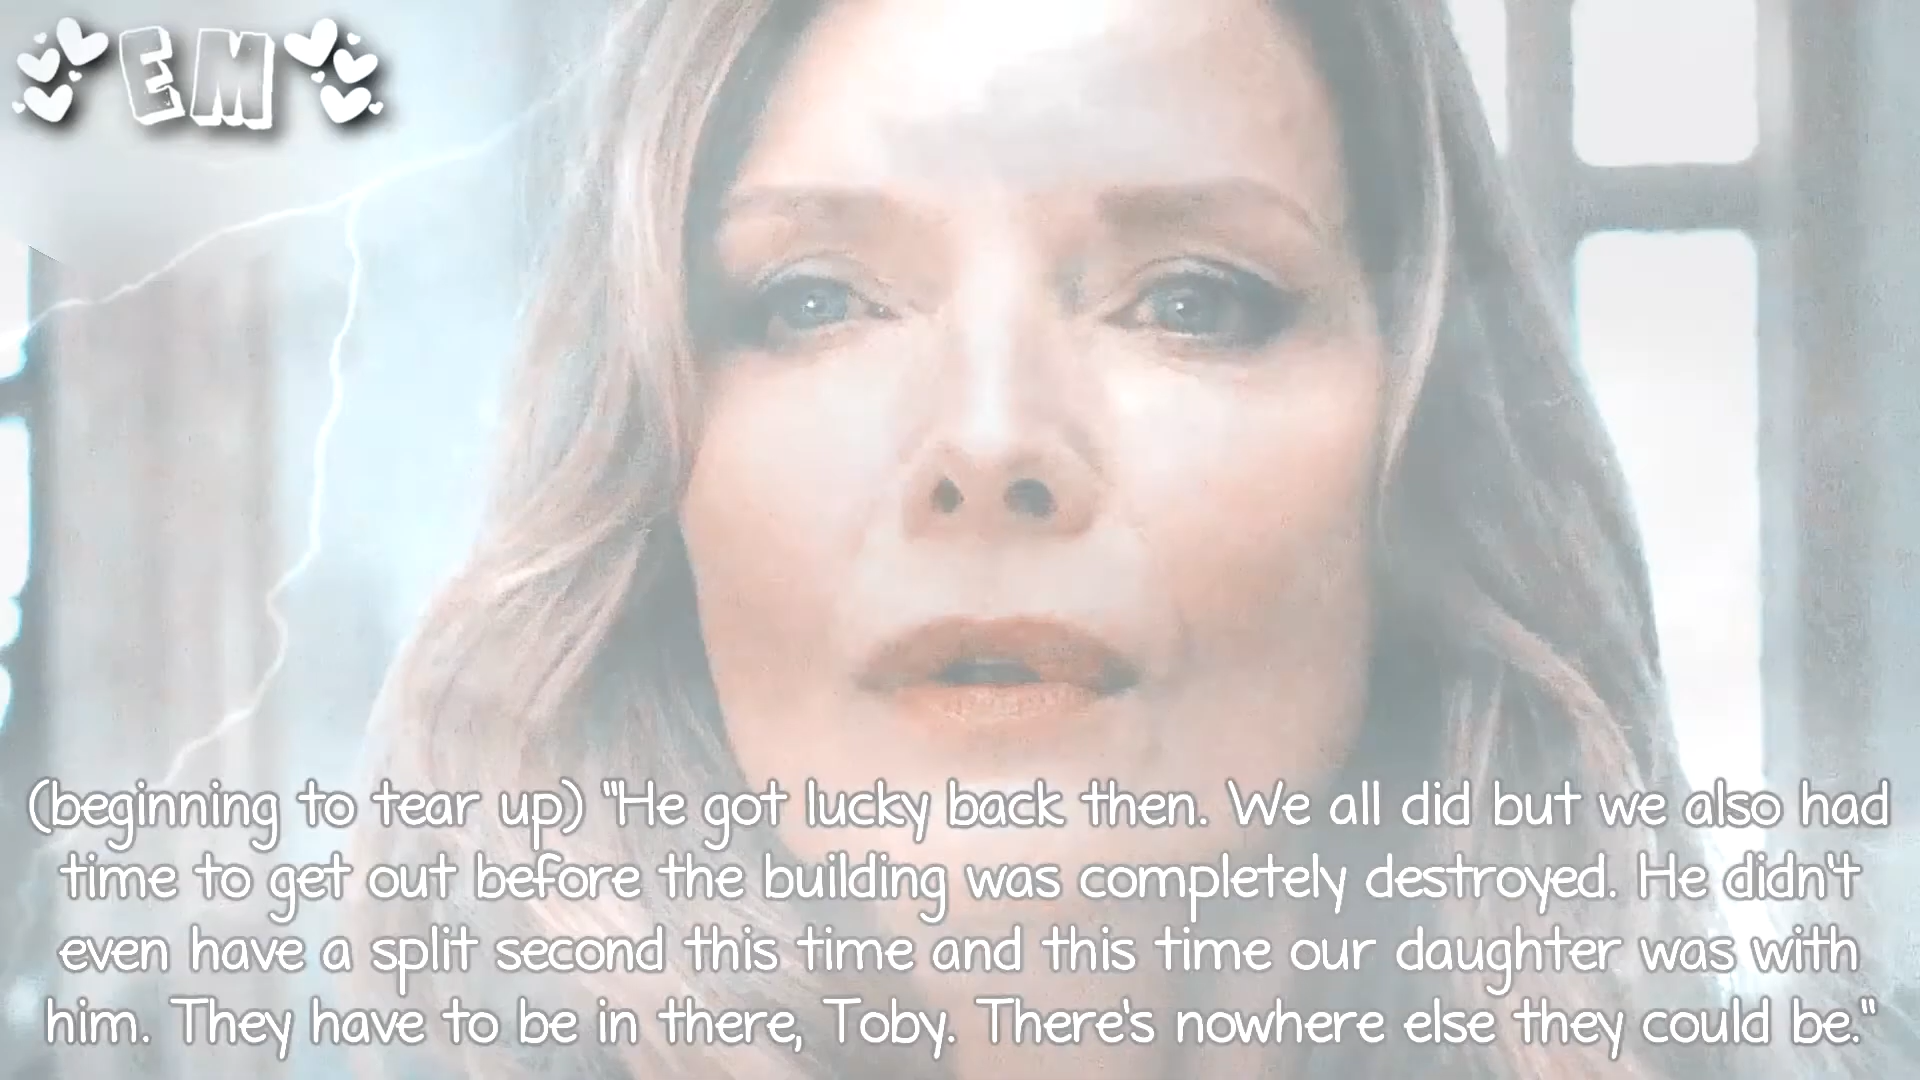 EM
(beginning to tear up) "He got lucky back then. We all did but we also had
time to get out before the building was completely destroyed. He didn't
even have a split second this time and this time our daughter was with
him. They have to be in there, Toby. There's nowhere else they could be."